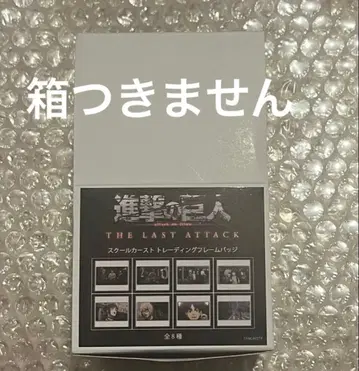 箱つきません
進撃の巨人
attack on titan
THE LAST ATTACK
スクールカースト トレーディングフレームバッジ
全8種